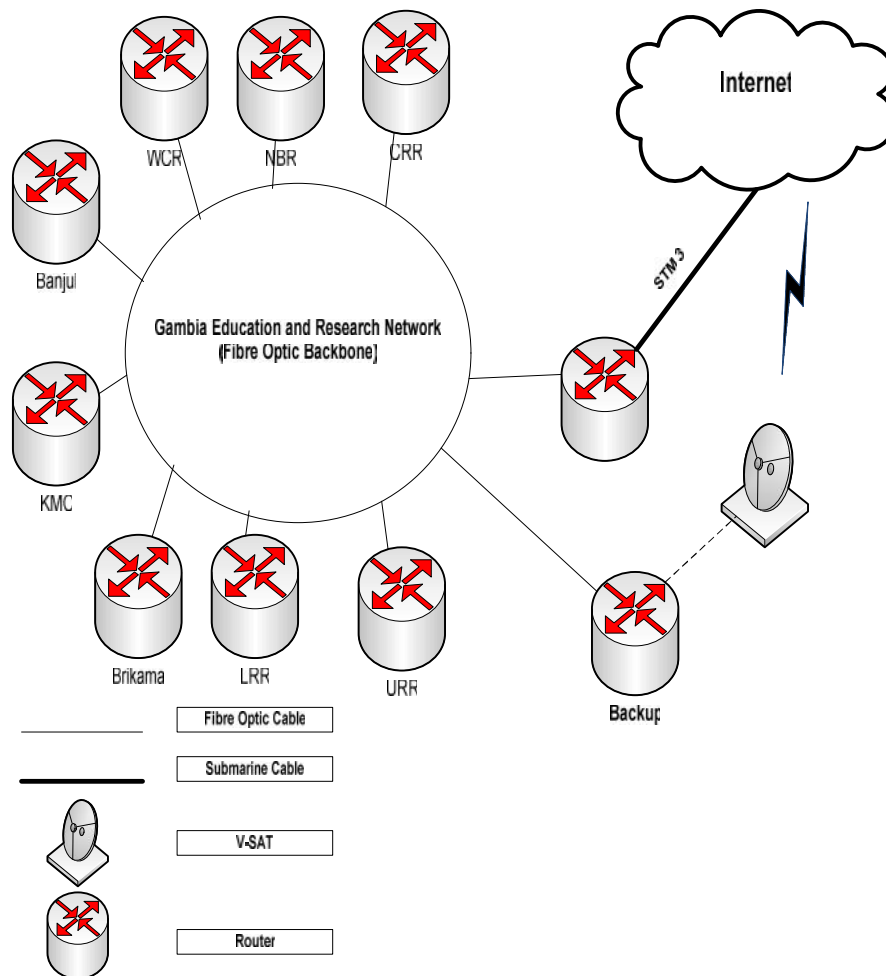 WCR
NBR
CRR
Internet
Banjul
STM 3
Gambia Education and Research Network
(Fibre Optic Backbone)
KMC
Brikama
LRR
URR
Backup
Fibre Optic Cable
Submarine Cable
V-SAT
Router